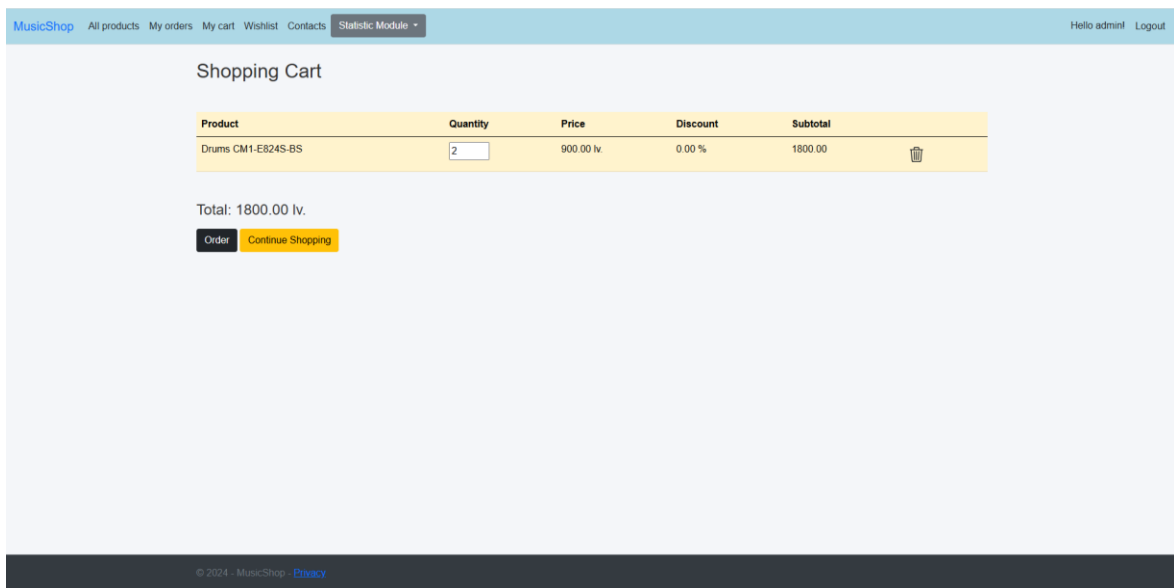 MusicShop All products My orders My cart Wishlist Contacts Statistic Module Hello admin! Logout
Shopping Cart
Product Quantity Price Discount Subtotal
Drums CM1-E824S-BS 2 900.00 lv. 0.00 % 1800.00
Total: 1800.00 lv.
Order Continue Shopping
© 2024 - MusicShop - Privacy